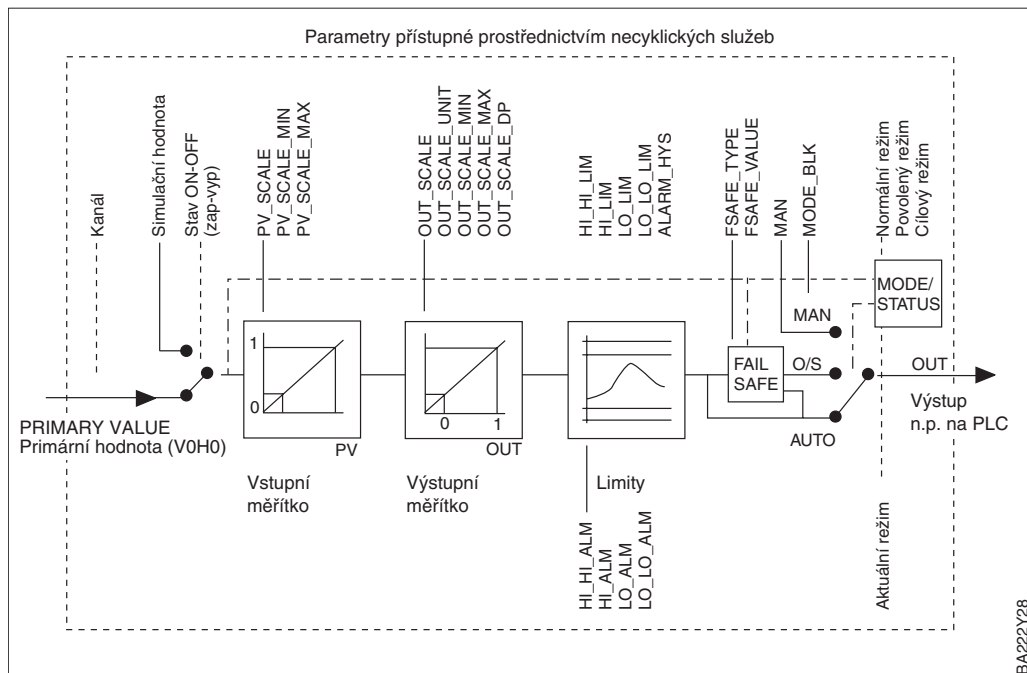 Parametry přístupné prostřednictvím necyklických služeb
Kanál
Simulační hodnota
Stav ON-OFF
(zap-vyp)
PV_SCALE
PV_SCALE_MIN
PV_SCALE_MAX
OUT_SCALE
OUT_SCALE_UNIT
OUT_SCALE_MIN
OUT_SCALE_MAX
OUT_SCALE_DP
HI_HI_LIM
HI_LIM
LO_LIM
LO_LO_LIM
ALARM_HYS
FSAFE_TYPE
FSAFE_VALUE
MAN
MODE_BLK
Normální režim
Povolený režim
Cílový režim
MODE/
STATUS
MAN
1
0
0
1
FAIL
SAFE
O/S
OUT
PRIMARY VALUE
Primární hodnota (V0H0)
PV
OUT
AUTO
Výstup
n.p. na PLC
Vstupní
měřítko
Výstupní
měřítko
Limity
HI_HI_ALM
HI_ALM
LO_ALM
LO_LO_ALM
Aktuální režim
BA222Y28